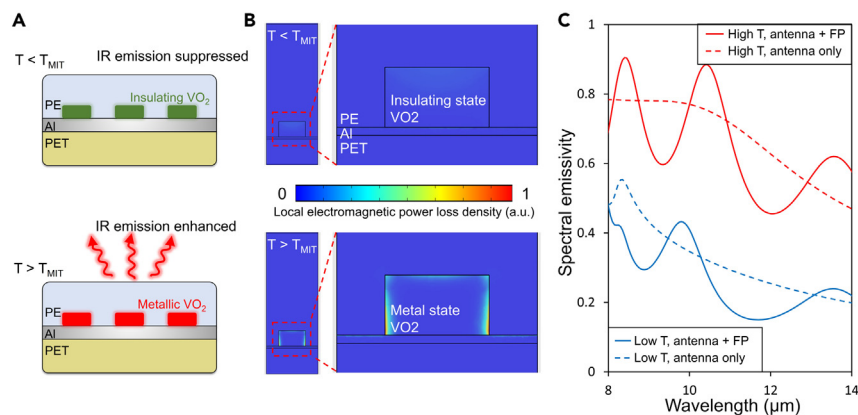 A
T < TMIT
IR emission suppressed
PE
Insulating VO2
Al
PET
IR emission enhanced
T > TMIT
PE
Metallic VO2
Al
PET
B
T < TMIT
Insulating state
VO2
PE
Al
PET
0
1
Local electromagnetic power loss density (a.u.)
T > TMIT
Metal state
VO2
C
Spectral emissivity
1
0.8
0.6
0.4
0.2
0
High T, antenna + FP
High T, antenna only
Low T, antenna + FP
Low T, antenna only
8
10
12
14
Wavelength (µm)